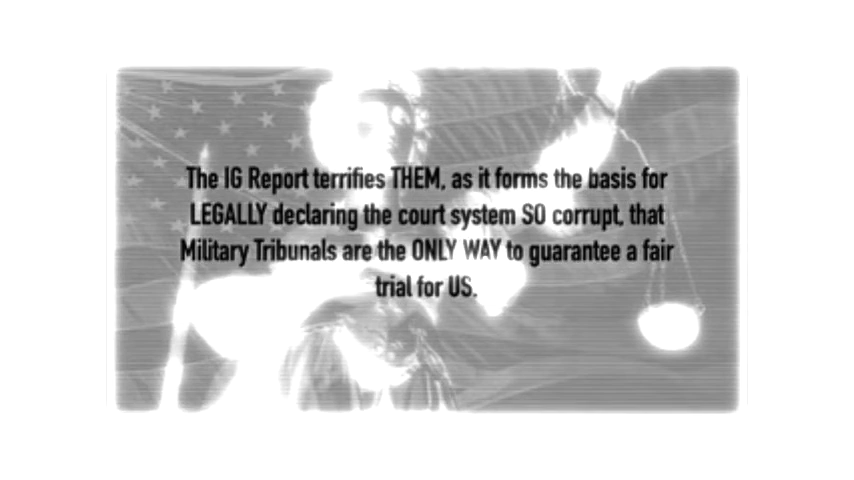 The IG Report terrifies THEM, as it forms the basis for
LEGALLY declaring the court system SO corrupt, that
Military Tribunals are the ONLY WAY to guarantee a fair
trial for US.